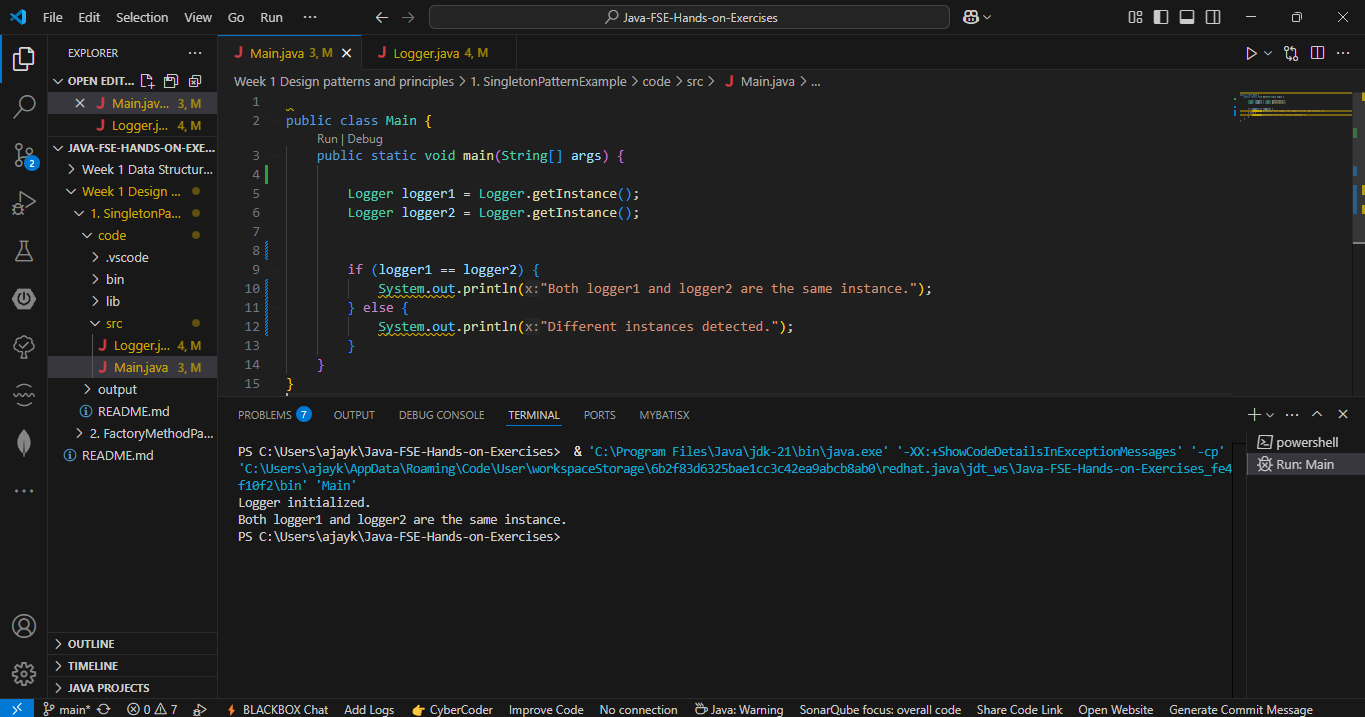 File Edit Selection View Go Run ··· Java-FSE-Hands-on-Exercises
EXPLORER ···
OPEN EDIT...
Main.jav... 3, M
Logger.j... 4, M
JAVA-FSE-HANDS-ON-EXE...
Week 1 Data Structur...
Week 1 Design ...
1. SingletonPa...
code
.vscode
bin
lib
src
Logger.j... 4, M
Main.java 3, M
output
README.md
2. FactoryMethodPa...
README.md
OUTLINE
TIMELINE
JAVA PROJECTS
2
Main.java 3, M Logger.java 4, M
Week 1 Design patterns and principles > 1. SingletonPatternExample > code > src > Main.java > ...
1
2 public class Main {
Run | Debug
3 public static void main(String[] args) {
4
5 Logger logger1 = Logger.getInstance();
6 Logger logger2 = Logger.getInstance();
7
8
9 if (logger1 == logger2) {
10 System.out.println(x:"Both logger1 and logger2 are the same instance.");
11 } else {
12 System.out.println(x:"Different instances detected.");
13 }
14 }
15 }
PROBLEMS 7 OUTPUT DEBUG CONSOLE TERMINAL PORTS MYBATISX
PS C:\Users\ajayk\Java-FSE-Hands-on-Exercises> & 'C:\Program Files\Java\jdk-21\bin\java.exe' '-XX:+ShowCodeDetailsInExceptionMessages' '-cp'
'C:\Users\ajayk\AppData\Roaming\Code\User\workspaceStorage\6b2f83d6325bae1cc3c42ea9abcb8ab0\redhat.java\jdt_ws\Java-FSE-Hands-on-Exercises_fe4
f10f2\bin' 'Main'
Logger initialized.
Both logger1 and logger2 are the same instance.
PS C:\Users\ajayk\Java-FSE-Hands-on-Exercises>
powershell
Run: Main
main* 0 7 BLACKBOX Chat Add Logs CyberCoder Improve Code No connection Java: Warning SonarQube focus: overall code Share Code Link Open Website Generate Commit Message